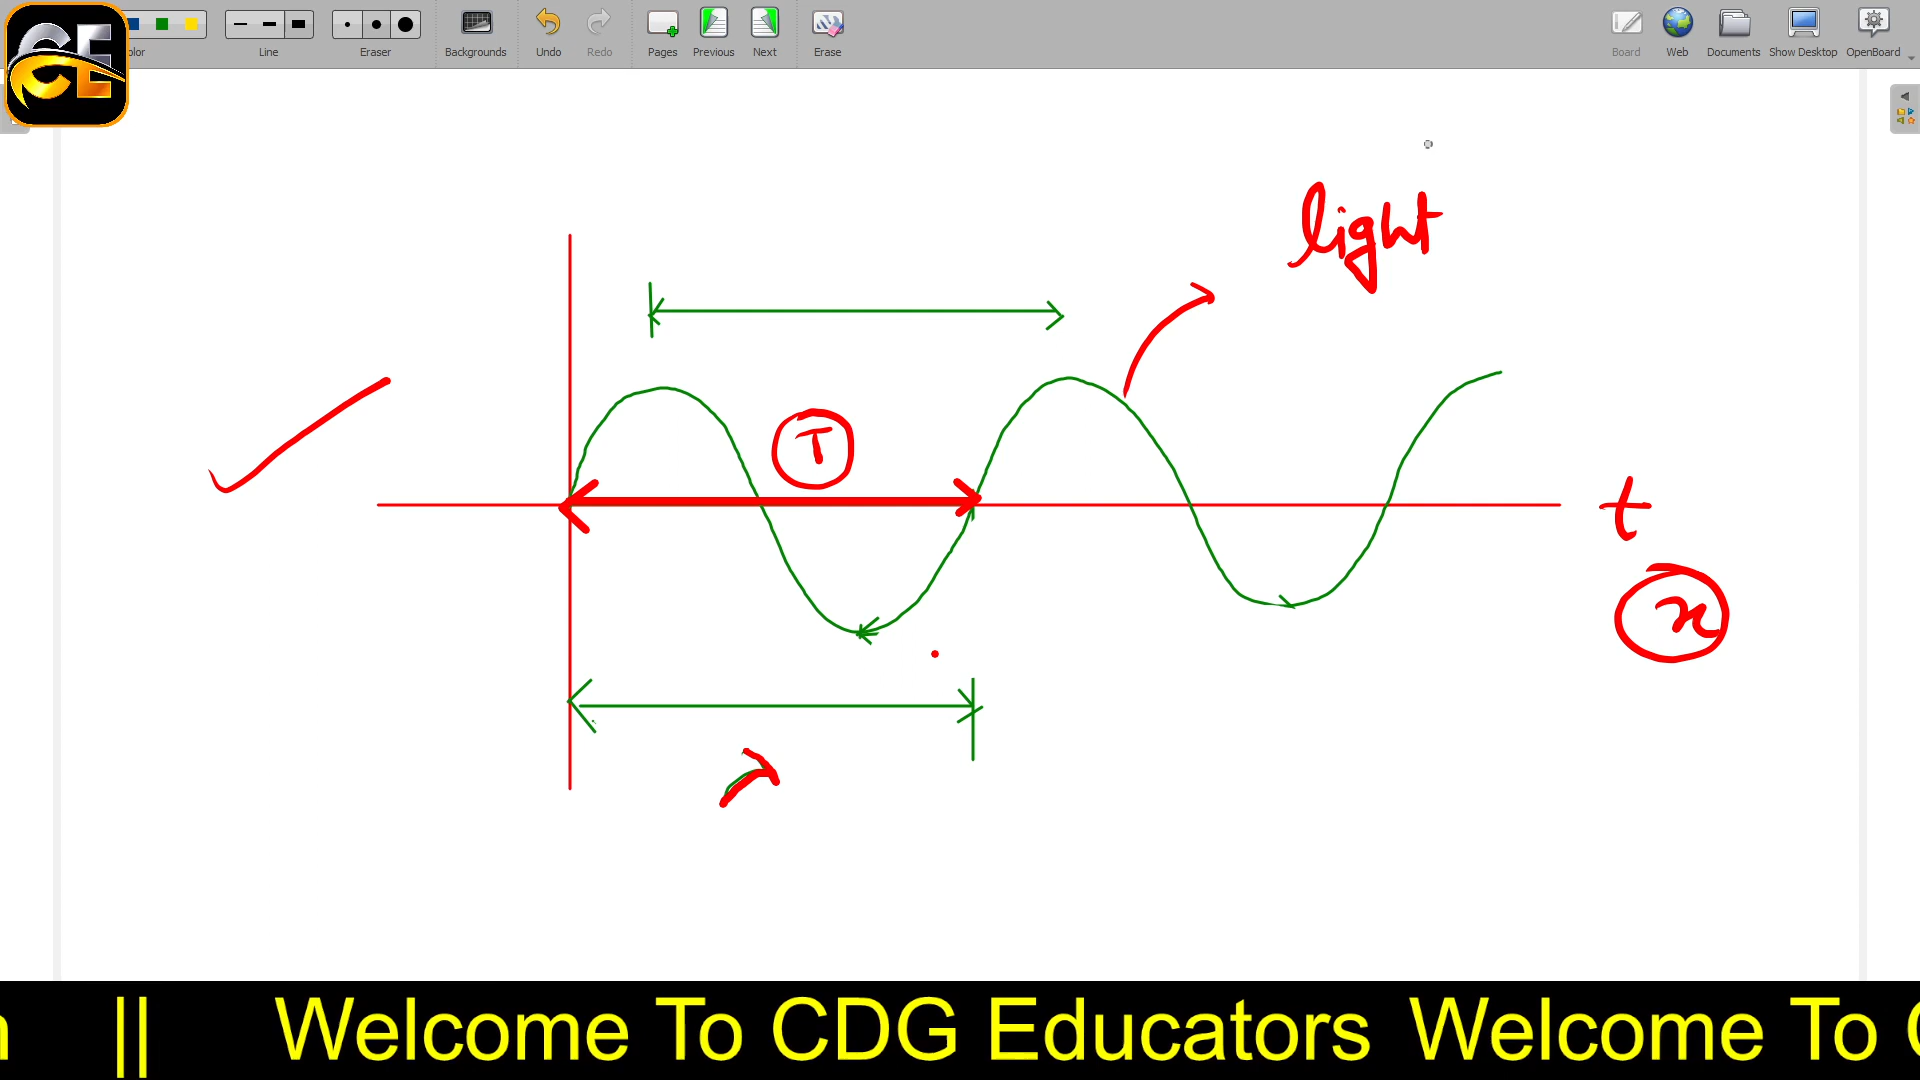 CE
olor
Line
Eraser
Backgrounds
Undo
Redo
Pages
Previous
Next
Erase
Board
Web
Documents
Show Desktop
OpenBoard
light
T
t
x
|| Welcome To CDG Educators Welcome To